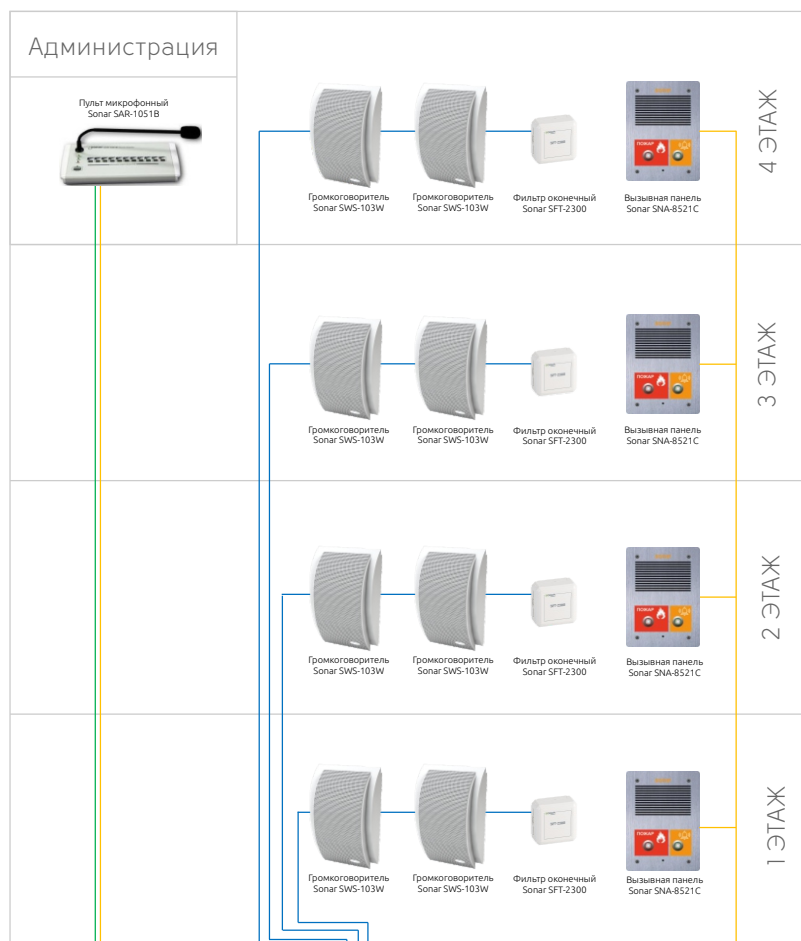 Администрация
Пульт микрофонный
Sonar SAR-1051B
Громкоговоритель
Sonar SWS-103W
Громкоговоритель
Sonar SWS-103W
Фильтр оконечный
Sonar SFT-2300
ПОЖАР
Вызывная панель
Sonar SNA-8521C
4 ЭТАЖ
Громкоговоритель
Sonar SWS-103W
Громкоговоритель
Sonar SWS-103W
Фильтр оконечный
Sonar SFT-2300
ПОЖАР
Вызывная панель
Sonar SNA-8521C
3 ЭТАЖ
Громкоговоритель
Sonar SWS-103W
Громкоговоритель
Sonar SWS-103W
Фильтр оконечный
Sonar SFT-2300
ПОЖАР
Вызывная панель
Sonar SNA-8521C
2 ЭТАЖ
Громкоговоритель
Sonar SWS-103W
Громкоговоритель
Sonar SWS-103W
Фильтр оконечный
Sonar SFT-2300
ПОЖАР
Вызывная панель
Sonar SNA-8521C
1 ЭТАЖ